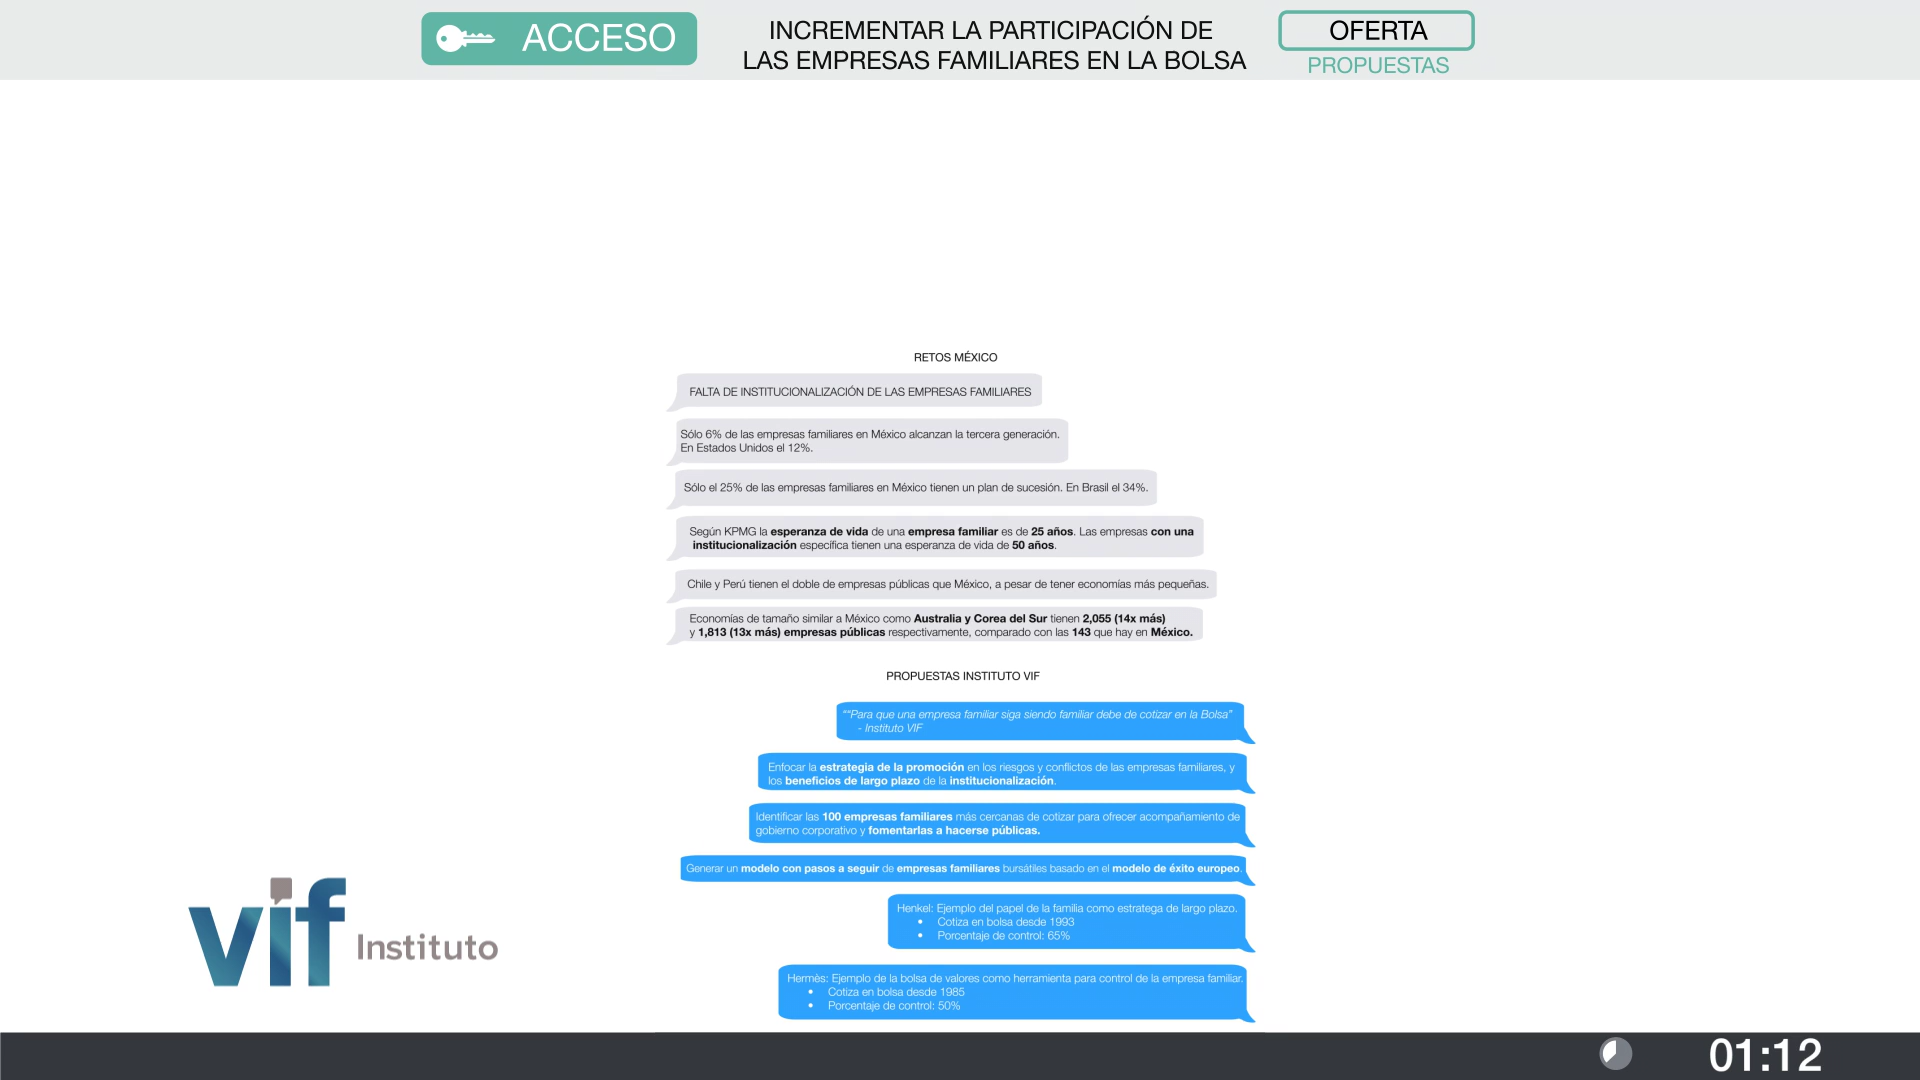 ACCESO
INCREMENTAR LA PARTICIPACIÓN DE
LAS EMPRESAS FAMILIARES EN LA BOLSA
OFERTA
PROPUESTAS
RETOS MÉXICO
FALTA DE INSTITUCIONALIZACIÓN DE LAS EMPRESAS FAMILIARES
Sólo 6% de las empresas familiares en México alcanzan la tercera generación.
En Estados Unidos el 12%.
Sólo el 25% de las empresas familiares en México tienen un plan de sucesión. En Brasil el 34%.
Según KPMG la esperanza de vida de una empresa familiar es de 25 años. Las empresas con una
institucionalización específica tienen una esperanza de vida de 50 años.
Chile y Perú tienen el doble de empresas públicas que México, a pesar de tener economías más pequeñas.
Economías de tamaño similar a México como Australia y Corea del Sur tienen 2,055 (14x más)
y 1,813 (13x más) empresas públicas respectivamente, comparado con las 143 que hay en México.
PROPUESTAS INSTITUTO VIF
““Para que una empresa familiar siga siendo familiar debe de cotizar en la Bolsa”
- Instituto VIF
Enfocar la estrategia de la promoción en los riesgos y conflictos de las empresas familiares, y
los beneficios de largo plazo de la institucionalización.
Identificar las 100 empresas familiares más cercanas de cotizar para ofrecer acompañamiento de
gobierno corporativo y fomentarlas a hacerse públicas.
Generar un modelo con pasos a seguir de empresas familiares bursátiles basado en el modelo de éxito europeo.
Henkel: Ejemplo del papel de la familia como estratega de largo plazo.
• Cotiza en bolsa desde 1993
• Porcentaje de control: 65%
Hermès: Ejemplo de la bolsa de valores como herramienta para control de la empresa familiar.
• Cotiza en bolsa desde 1985
• Porcentaje de control: 50%
vif Instituto
01:12